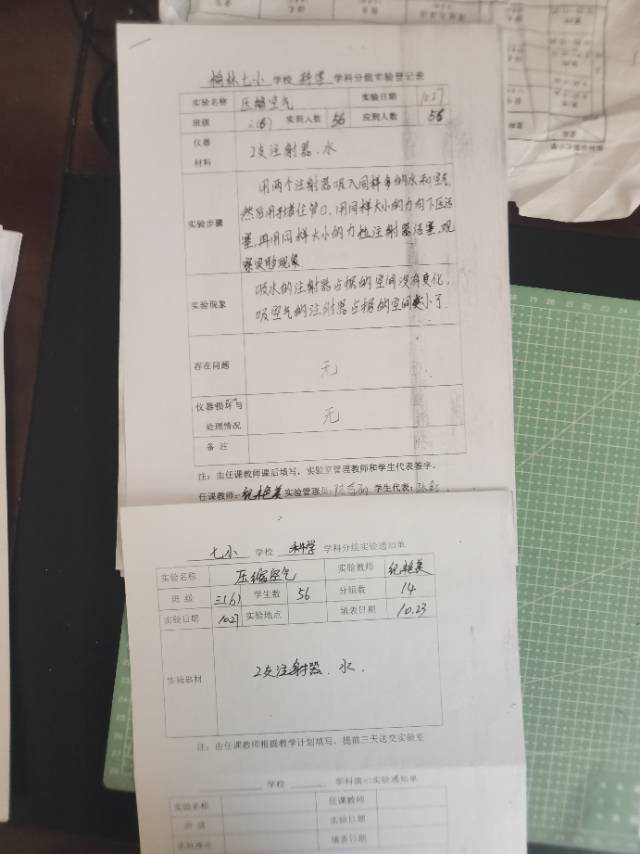 七小 学校 科学 学科分组实验登记表
实验名称 压缩空气 实验日期 10.27
班级 三(6) 实到人数 56 应到人数 56
仪器
材料 2支注射器、水
实验步骤 用两个注射器吸入同样多的水和空气,
然后用手堵住管口,用同样大小的力向下压活
塞,再用同样大小的力拉注射器活塞,观
察实验现象
实验现象 吸水的注射器占据的空间没有变化,
吸空气的注射器占据的空间变小了.
存在问题 无
仪器损坏与
处理情况 无
备注
注:由任课教师课后填写,实验室管理教师和学生代表签字。
任课教师: 实验管理员: 学生代表:
七小 学校 科学 学科分组实验通知单
实验名称 压缩空气 实验教师
班级 三(6) 学生数 56 分组数 14
实验日期 10.27 实验地点 填表日期 10.23
实验器材 2支注射器、水.
注:由任课教师根据教学计划填写,提前三天送交实验室
学校 学科演示实验通知单
实验名称 任课教师
班级 实验日期
实验地点 填表日期